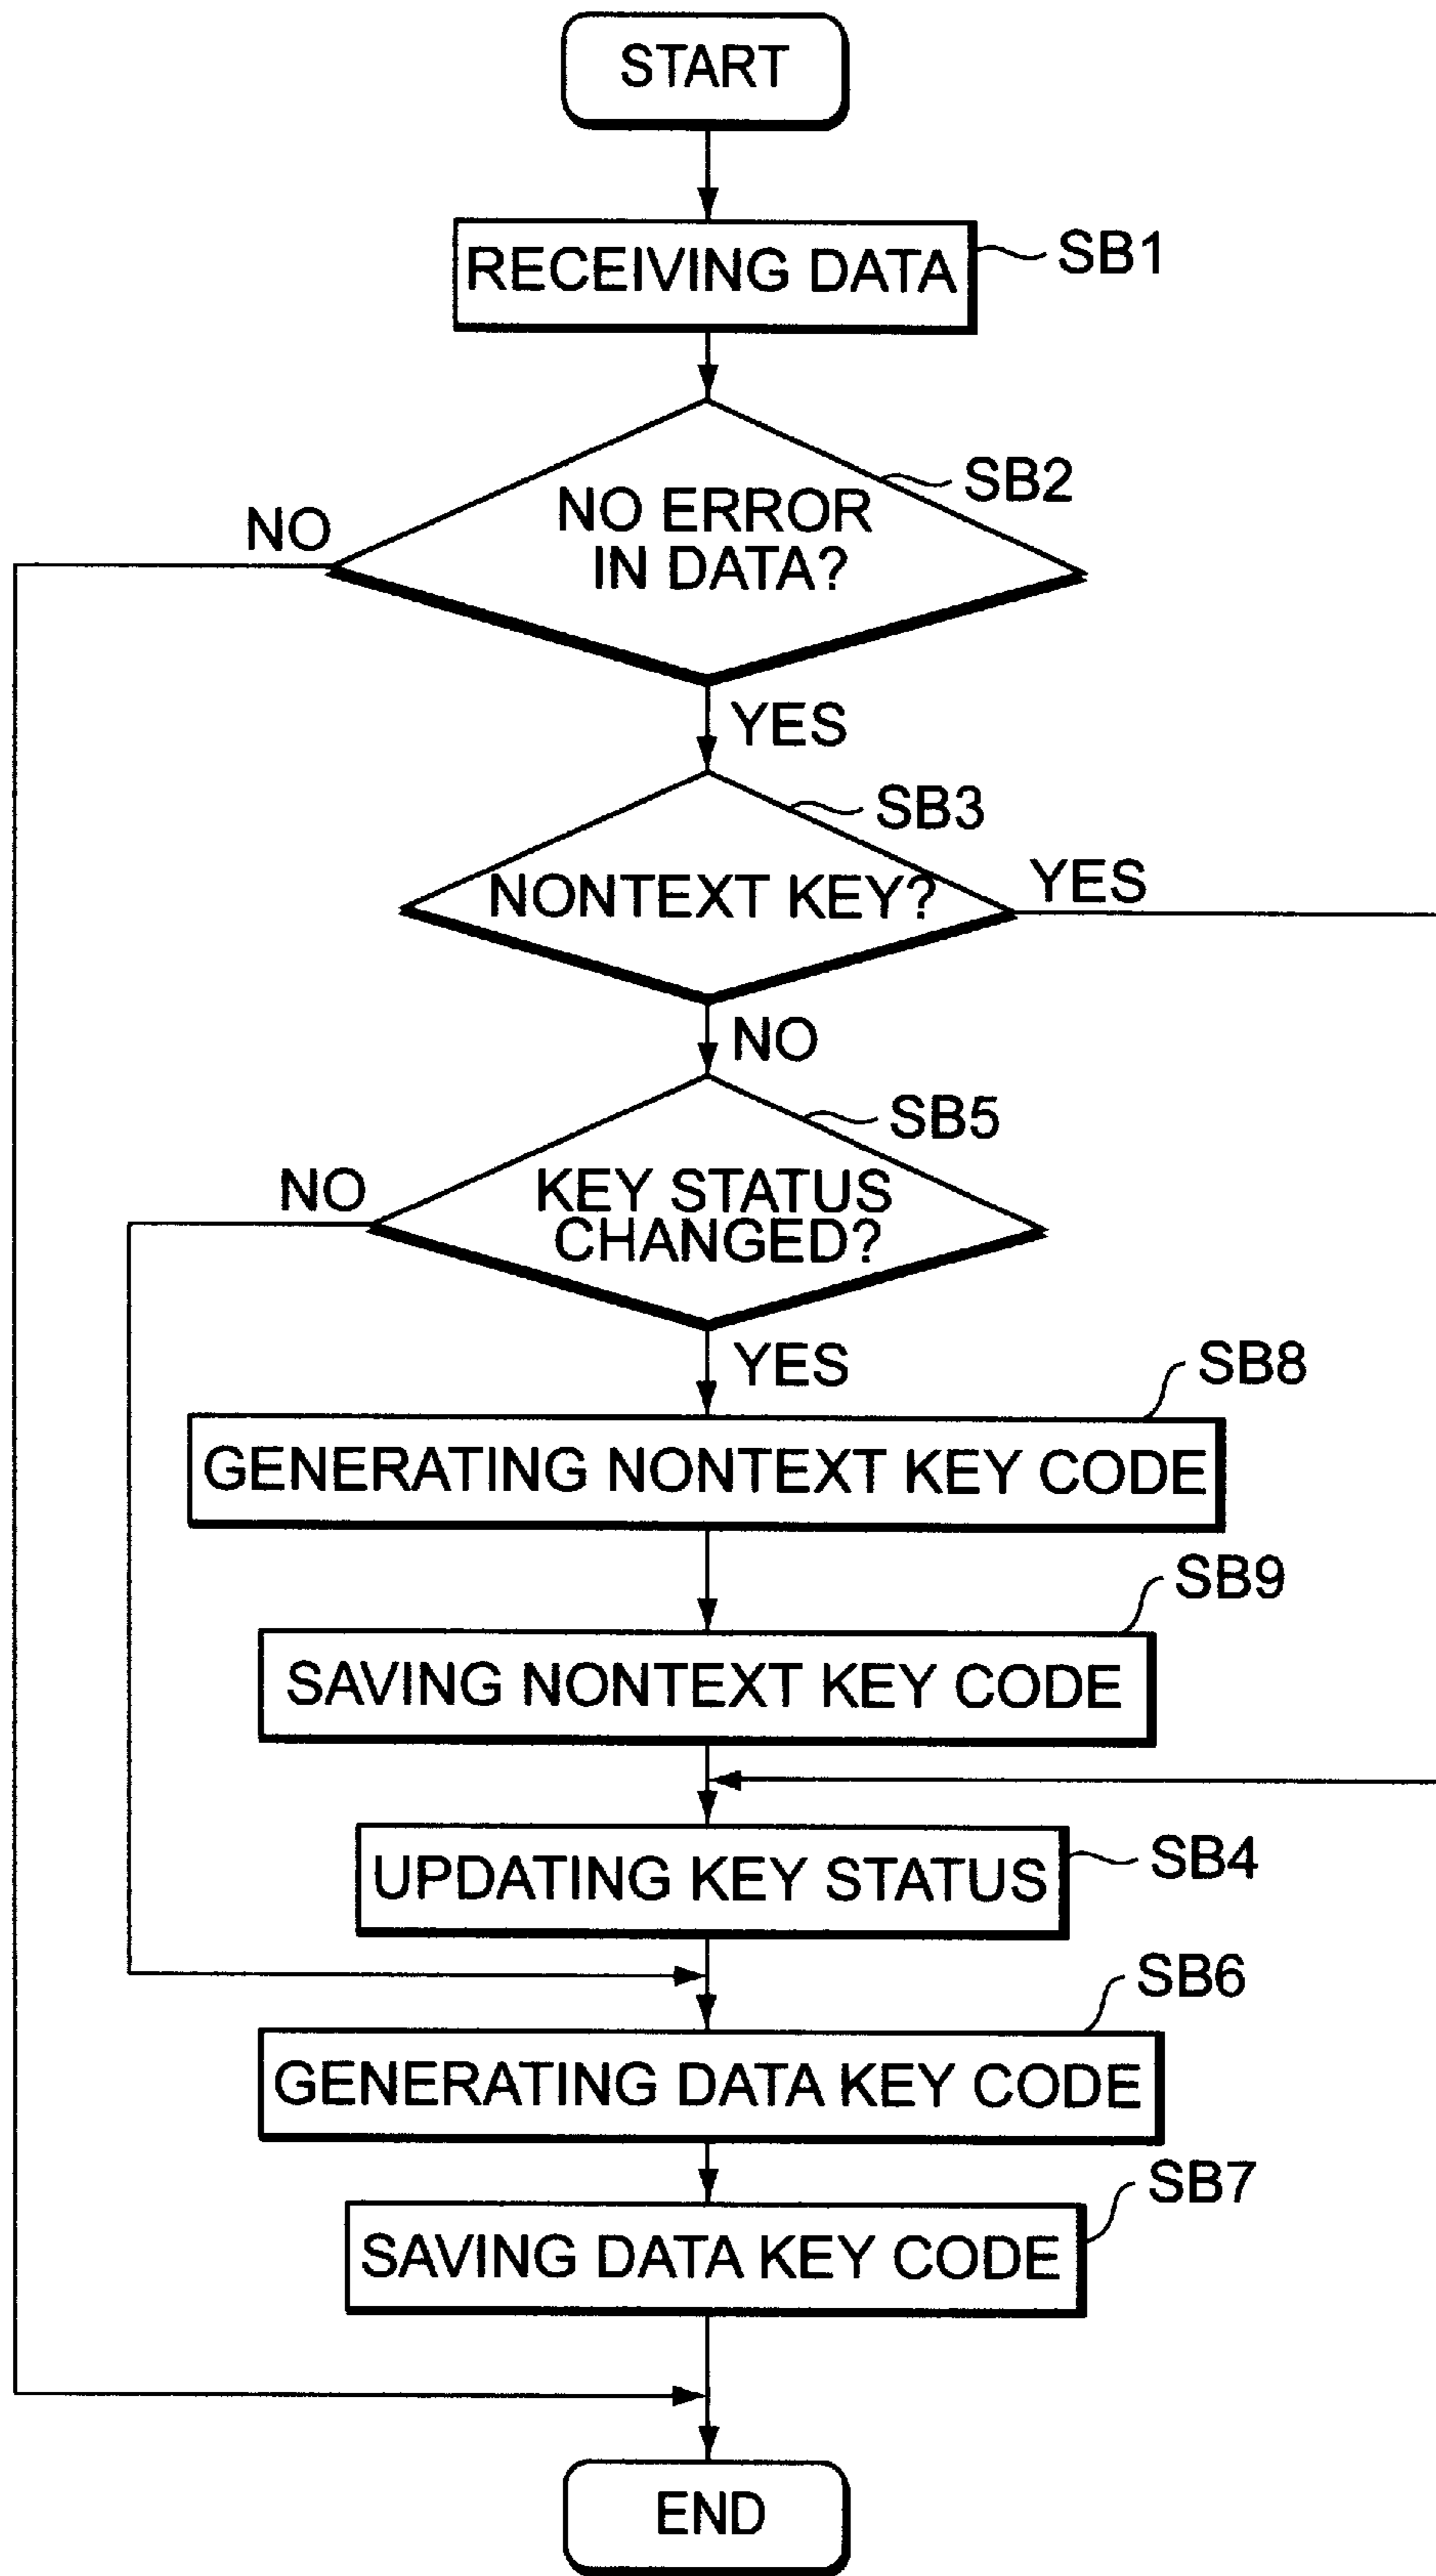 START
RECEIVING DATA
SB1
SB2
NO ERROR
IN DATA?
NO
YES
SB3
NONTEXT KEY?
YES
NO
SB5
KEY STATUS
CHANGED?
NO
YES
SB8
GENERATING NONTEXT KEY CODE
SB9
SAVING NONTEXT KEY CODE
UPDATING KEY STATUS
SB4
SB6
GENERATING DATA KEY CODE
SB7
SAVING DATA KEY CODE
END